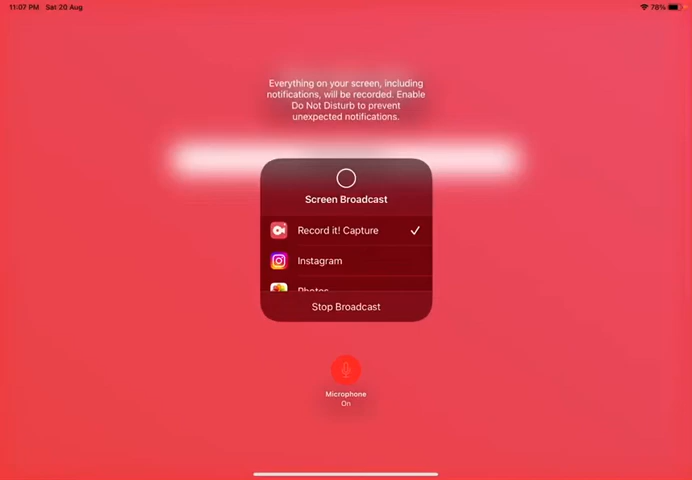 11:07 PM Sat 20 Aug
78%
Everything on your screen, including
notifications, will be recorded. Enable
Do Not Disturb to prevent
unexpected notifications.
Screen Broadcast
Record it! Capture
Instagram
Photos
Stop Broadcast
Microphone
On